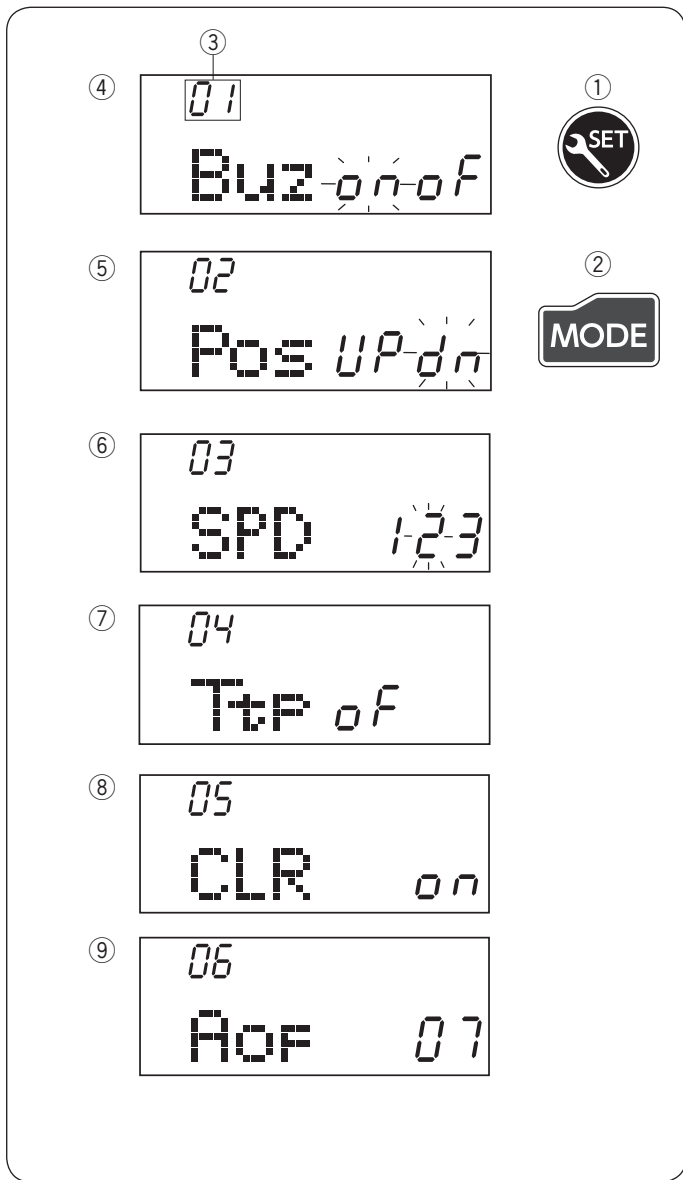 ③
④ 01 ①
Buz on oF SET
⑤ 02 ②
Pos UP dn MODE
⑥ 03
SPD 1 2 3
⑦ 04
Ttp oF
⑧ 05
CLR on
⑨ 06
Aof 07